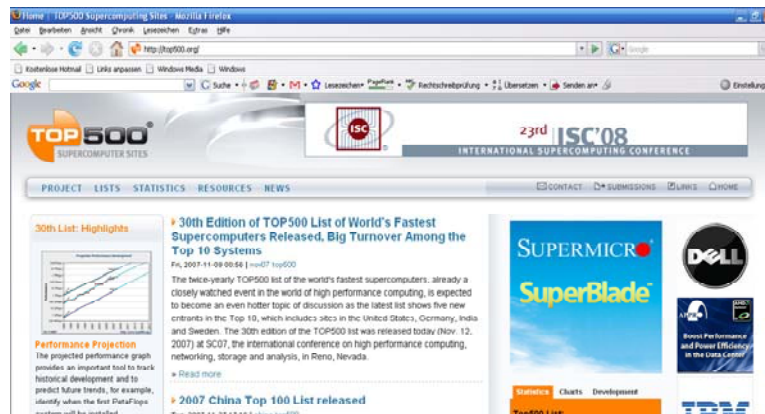 Home | TOP500 Supercomputing Sites - Mozilla Firefox
Datei Bearbeiten Ansicht Chronik Lesezeichen Extras Hilfe
http://top500.org/
Google
Kostenlose Hotmail Links anpassen Windows Media Windows
Google Suche M Lesezeichen PageRank Rechtschreibprüfung Übersetzen Senden an Einstellung
TOP500
SUPERCOMPUTER SITES
ISC
23rd ISC'08
INTERNATIONAL SUPERCOMPUTING CONFERENCE
PROJECT LISTS STATISTICS RESOURCES NEWS
CONTACT SUBMISSIONS LINKS HOME
30th List: Highlights
Projected Performance Development
Performance Projection
The projected performance graph
provides an important tool to track
historical development and to
predict future trends, for example,
identify when the first PetaFlops
system will be installed
30th Edition of TOP500 List of World's Fastest
Supercomputers Released, Big Turnover Among the
Top 10 Systems
Fri, 2007-11-09 00:56 | nov07 top500
The twice-yearly TOP500 list of the world's fastest supercomputers, already a
closely watched event in the world of high performance computing, is expected
to become an even hotter topic of discussion as the latest list shows five new
entrants in the Top 10, which includes sites in the United States, Germany, India
and Sweden. The 30th edition of the TOP500 list was released today (Nov. 12,
2007) at SC07, the international conference on high performance computing,
networking, storage and analysis, in Reno, Nevada.
» Read more
2007 China Top 100 List released
SUPERMICRO
SuperBlade
DELL
APPRO AMD
Boost Performance
and Power Efficiency
in the Data Center
Statistics Charts Development
Top500 List:
IBM